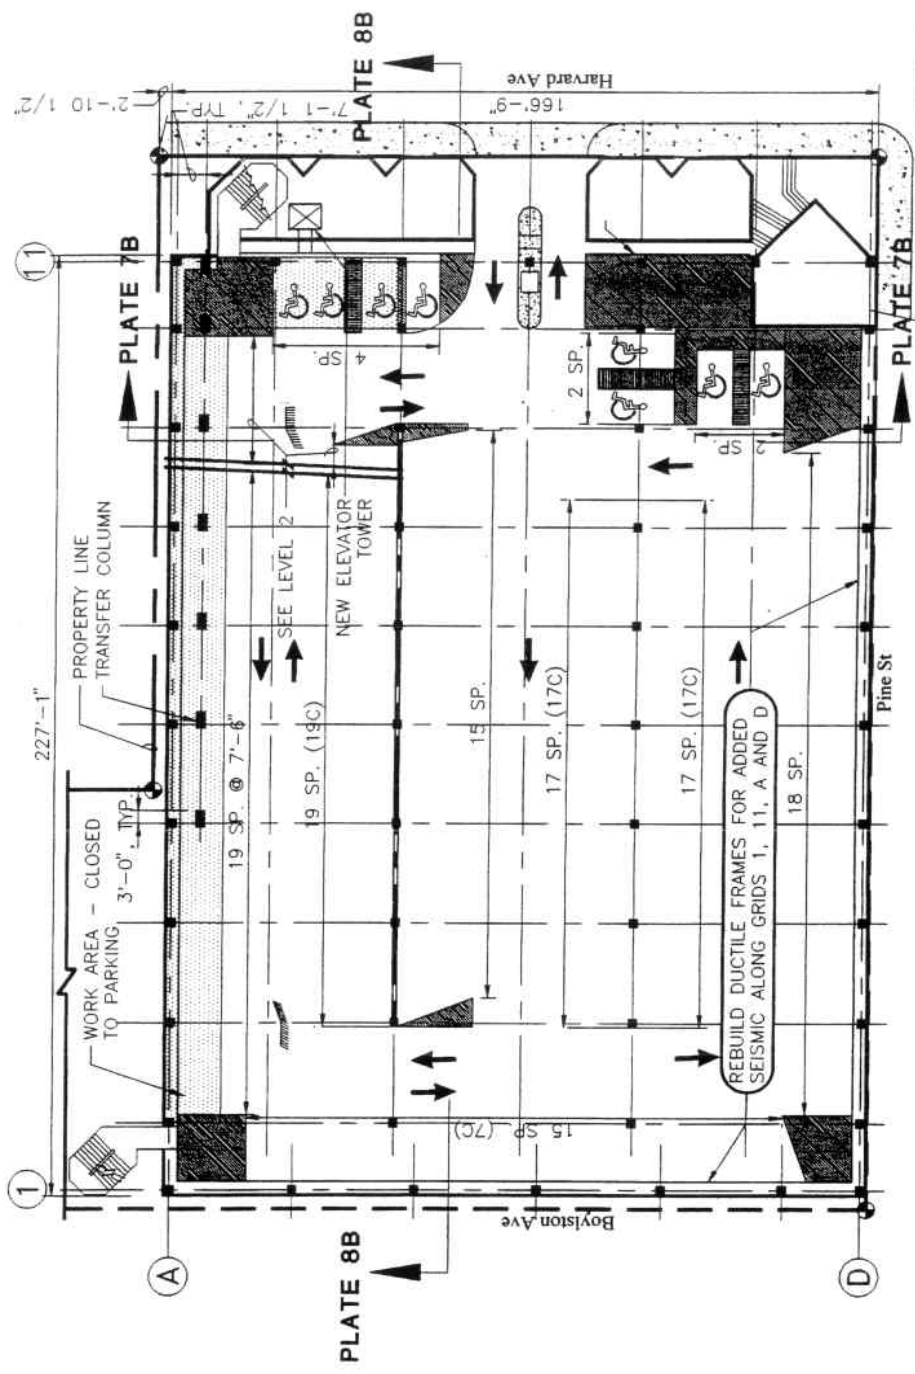 PLATE 8B
Harvard Ave
166'-9"
2'-10 1/2"
7'-1 1/2", TYP.
11
PLATE 7B
PLATE 7B
4 SP.
2 SP.
2 SP.
PROPERTY LINE
TRANSFER COLUMN
227'-1"
SEE LEVEL 2
NEW ELEVATOR
TOWER
WORK AREA - CLOSED
TO PARKING
3'-0", TYP.
19 SP. @ 7'-6"
19 SP. (19C)
15 SP.
17 SP. (17C)
17 SP. (17C)
18 SP.
REBUILD DUCTILE FRAMES FOR ADDED
SEISMIC ALONG GRIDS 1, 11, A AND D
Pine St
15 SP. (7C)
1
Boylston Ave
A
D
PLATE 8B